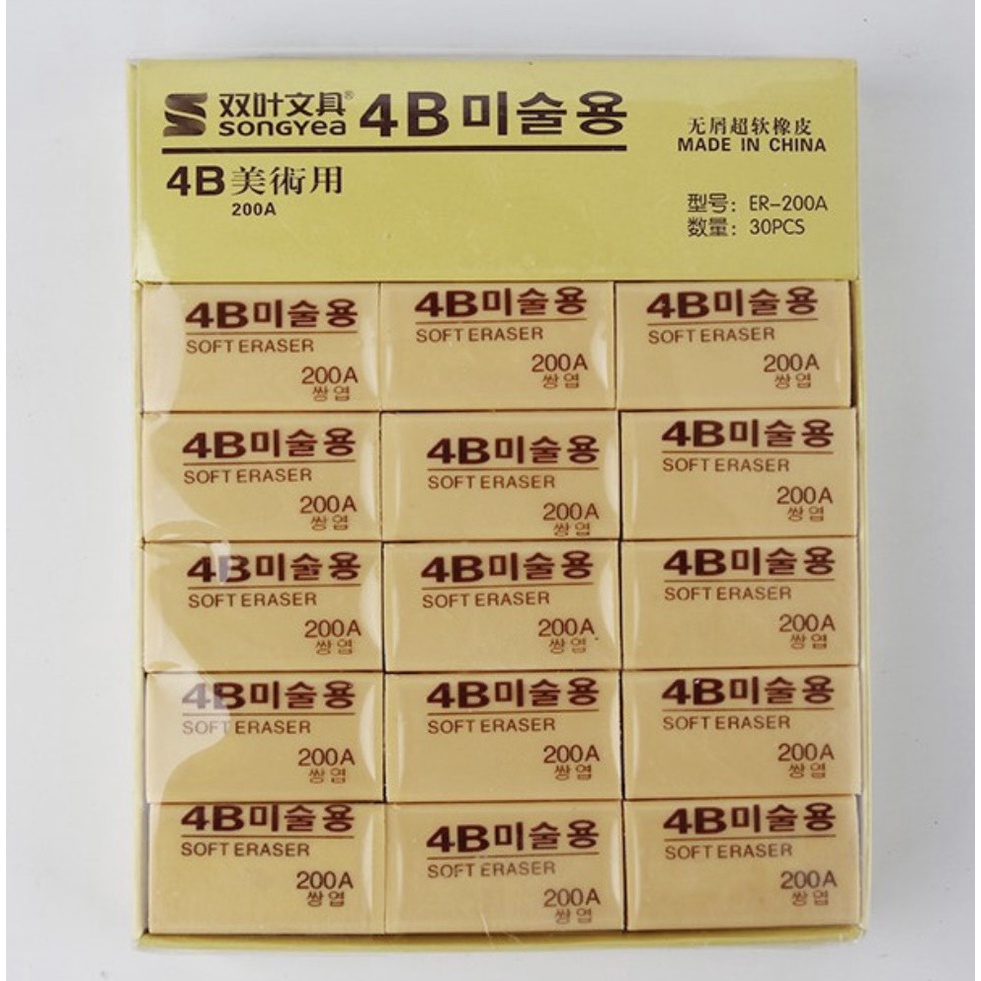 双叶文具® 4B미술용
SONGYEA
无屑超软橡皮
MADE IN CHINA
4B美術用
200A
型号: ER-200A
数量: 30PCS
4B미술용 4B미술용 4B미술용
SOFT ERASER SOFT ERASER SOFT ERASER
200A 200A 200A
쌍엽 쌍엽 쌍엽
4B미술용 4B미술용 4B미술용
SOFT ERASER SOFT ERASER SOFT ERASER
200A 200A 200A
쌍엽 쌍엽 쌍엽
4B미술용 4B미술용 4B미술용
SOFT ERASER SOFT ERASER SOFT ERASER
200A 200A 200A
쌍엽 쌍엽 쌍엽
4B미술용 4B미술용 4B미술용
SOFT ERASER SOFT ERASER SOFT ERASER
200A 200A 200A
쌍엽 쌍엽 쌍엽
4B미술용 4B미술용 4B미술용
SOFT ERASER SOFT ERASER SOFT ERASER
200A 200A 200A
쌍엽 쌍엽 쌍엽